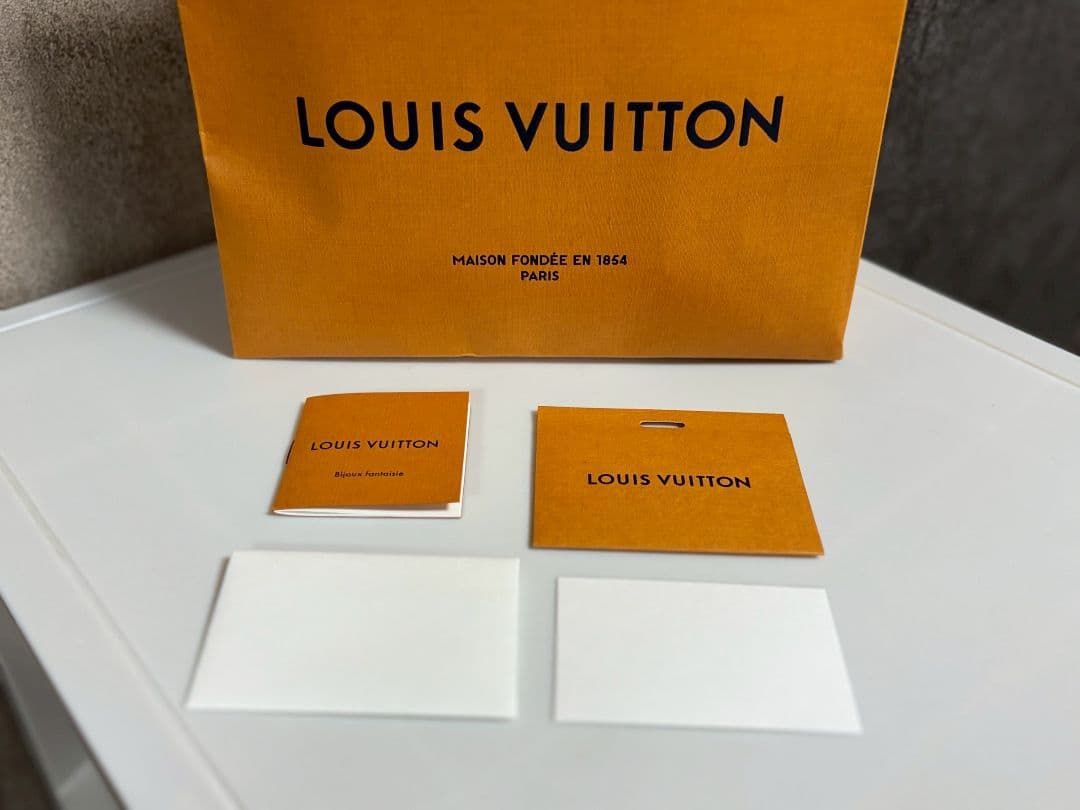 LOUIS VUITTON
MAISON FONDÉE EN 1854
PARIS
LOUIS VUITTON
Bijoux fantaisie
LOUIS VUITTON